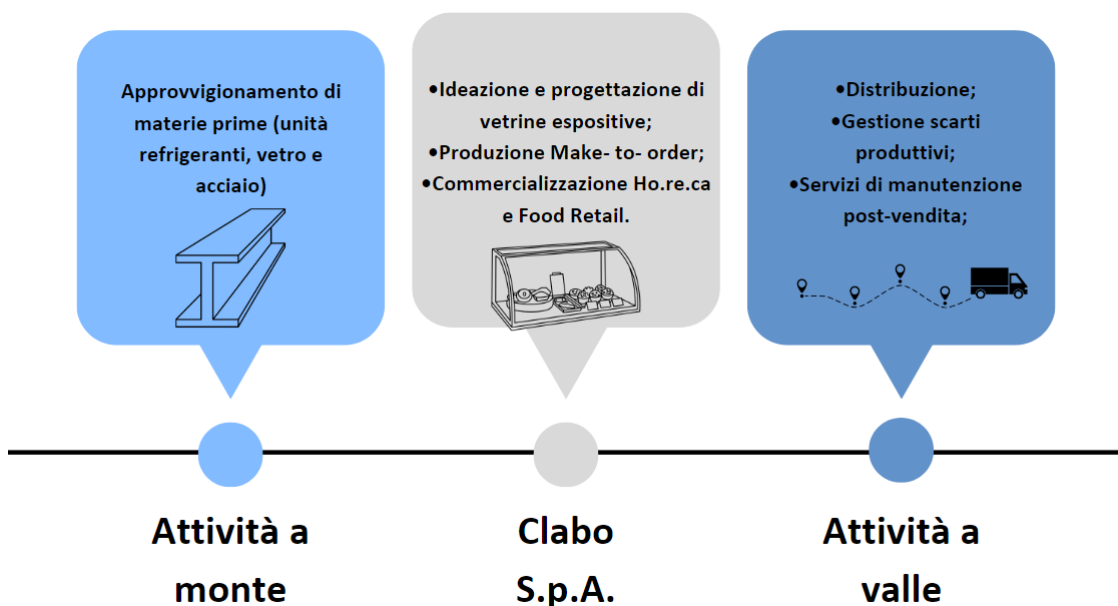 Approvvigionamento di
materie prime (unità
refrigeranti, vetro e
acciaio)
•Ideazione e progettazione di
vetrine espositive;
•Produzione Make- to- order;
•Commercializzazione Ho.re.ca
e Food Retail.
•Distribuzione;
•Gestione scarti
produttivi;
•Servizi di manutenzione
post-vendita;
Attività a
monte
Clabo
S.p.A.
Attività a
valle